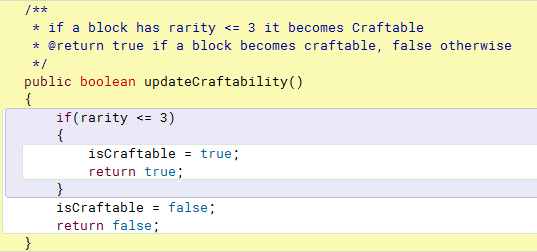 /**
 * if a block has rarity <= 3 it becomes Craftable
 * @return true if a block becomes craftable, false otherwise
 */
public boolean updateCraftability()
{
    if(rarity <= 3)
    {
        isCraftable = true;
        return true;
    }
    isCraftable = false;
    return false;
}